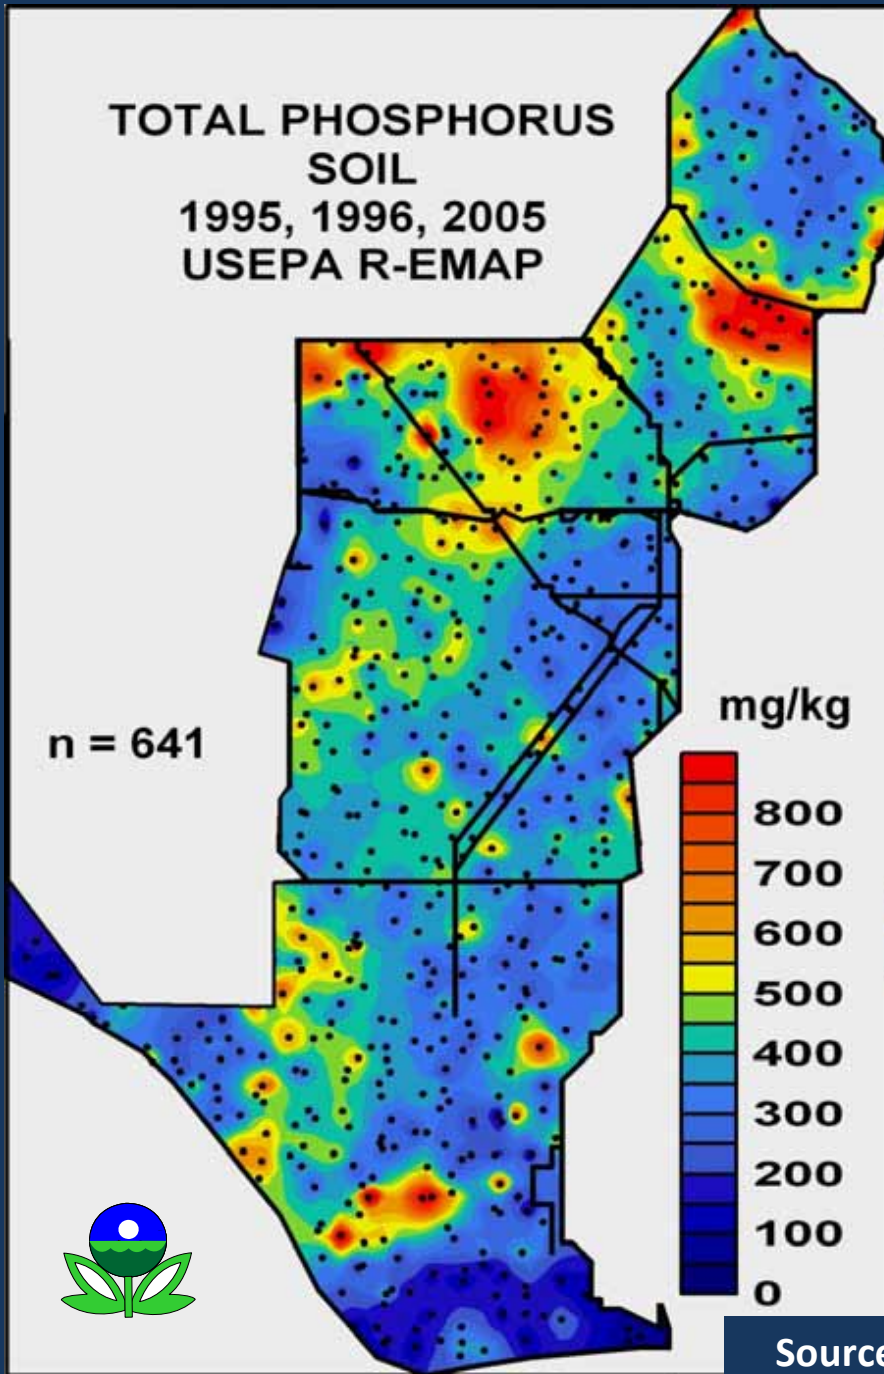 TOTAL PHOSPHORUS
SOIL
1995, 1996, 2005
USEPA R-EMAP
n = 641
mg/kg
800
700
600
500
400
300
200
100
0
Source